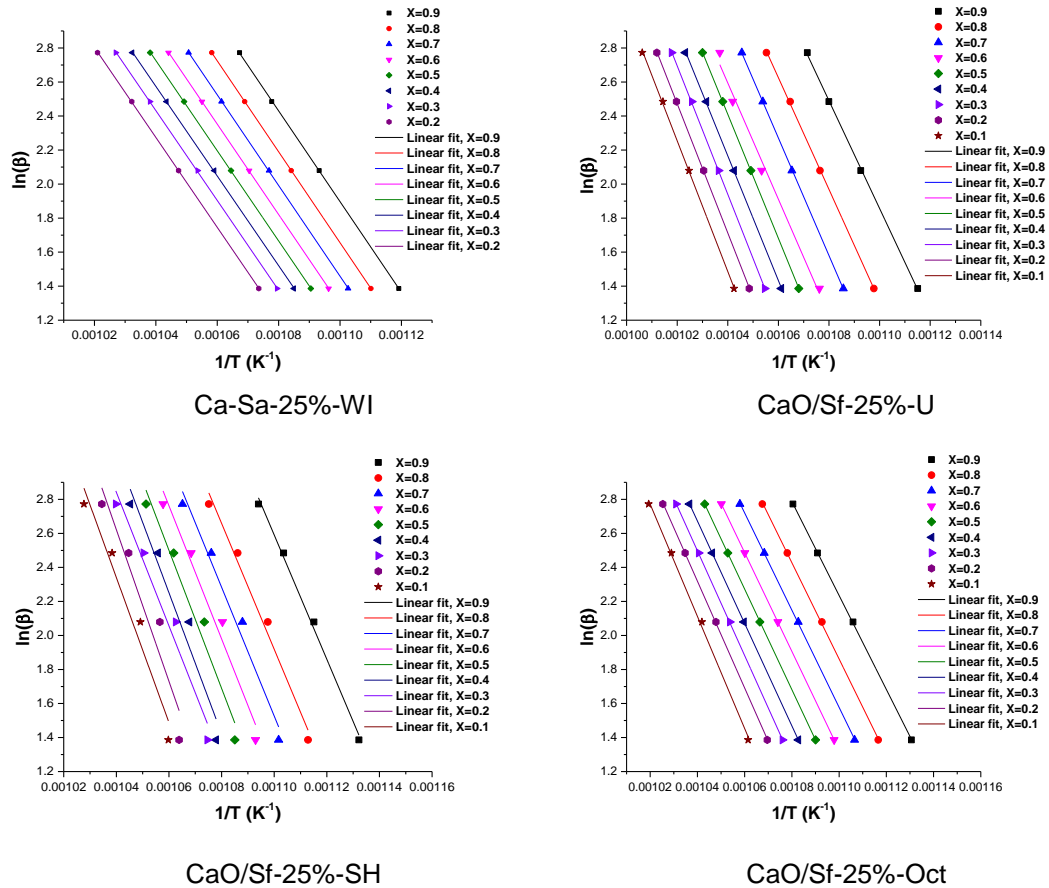 X=0.9
X=0.8
X=0.7
X=0.6
X=0.5
X=0.4
X=0.3
X=0.2
Linear fit, X=0.9
Linear fit, X=0.8
Linear fit, X=0.7
Linear fit, X=0.6
Linear fit, X=0.5
Linear fit, X=0.4
Linear fit, X=0.3
Linear fit, X=0.2
2.8
2.6
2.4
2.2
2.0
1.8
1.6
1.4
1.2
ln(β)
0.00102 0.00104 0.00106 0.00108 0.00110 0.00112
1/T (K-1)
Ca-Sa-25%-WI
X=0.9
X=0.8
X=0.7
X=0.6
X=0.5
X=0.4
X=0.3
X=0.2
X=0.1
Linear fit, X=0.9
Linear fit, X=0.8
Linear fit, X=0.7
Linear fit, X=0.6
Linear fit, X=0.5
Linear fit, X=0.4
Linear fit, X=0.3
Linear fit, X=0.2
Linear fit, X=0.1
2.8
2.6
2.4
2.2
2.0
1.8
1.6
1.4
1.2
ln(β)
0.00100 0.00102 0.00104 0.00106 0.00108 0.00110 0.00112 0.00114
1/T (K-1)
CaO/Sf-25%-U
X=0.9
X=0.8
X=0.7
X=0.6
X=0.5
X=0.4
X=0.3
X=0.2
X=0.1
Linear fit, X=0.9
Linear fit, X=0.8
Linear fit, X=0.7
Linear fit, X=0.6
Linear fit, X=0.5
Linear fit, X=0.4
Linear fit, X=0.3
Linear fit, X=0.2
Linear fit, X=0.1
2.8
2.6
2.4
2.2
2.0
1.8
1.6
1.4
1.2
ln(β)
0.00102 0.00104 0.00106 0.00108 0.00110 0.00112 0.00114 0.00116
1/T (K-1)
CaO/Sf-25%-SH
X=0.9
X=0.8
X=0.7
X=0.6
X=0.5
X=0.4
X=0.3
X=0.2
X=0.1
Linear fit, X=0.9
Linear fit, X=0.8
Linear fit, X=0.7
Linear fit, X=0.6
Linear fit, X=0.5
Linear fit, X=0.4
Linear fit, X=0.3
Linear fit, X=0.2
Linear fit, X=0.1
2.8
2.6
2.4
2.2
2.0
1.8
1.6
1.4
1.2
ln(β)
0.00102 0.00104 0.00106 0.00108 0.00110 0.00112 0.00114 0.00116
1/T (K-1)
CaO/Sf-25%-Oct